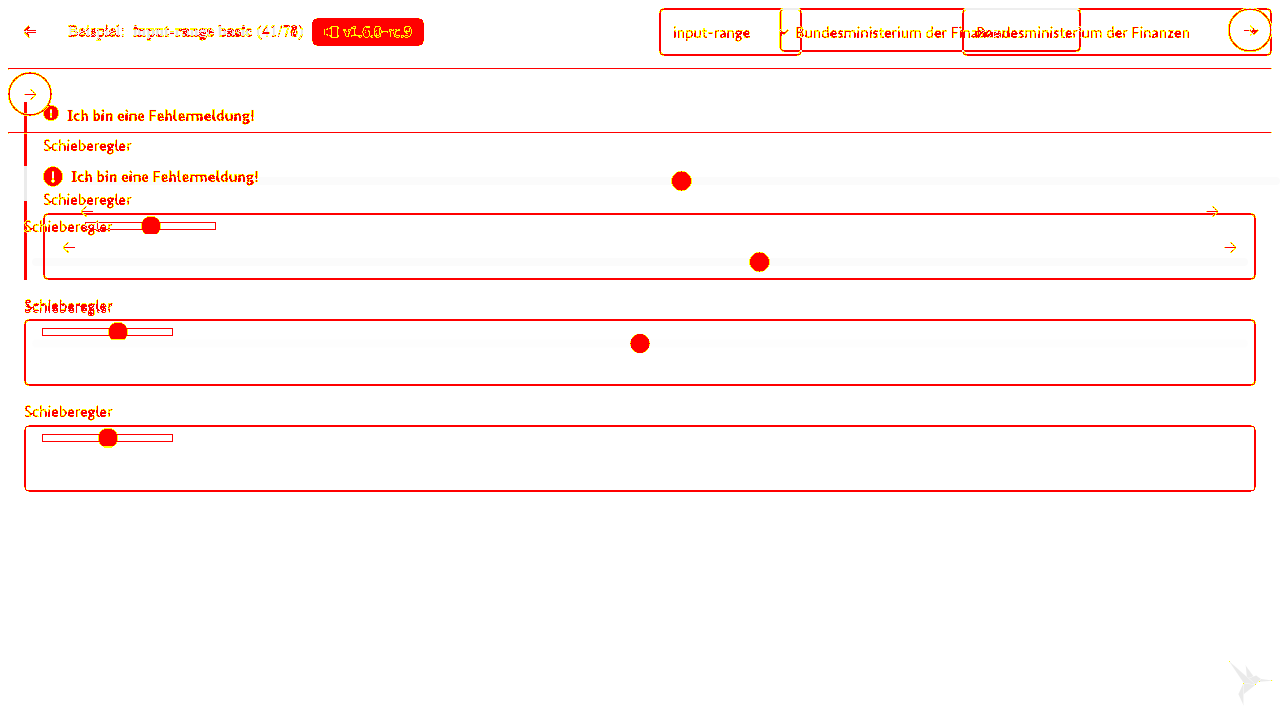 Beispiel: input-range basic (41/78) v1.6.0-rc.9 input-range Bundesministerium der Finanzen Bundesministerium der Finanzen
Ich bin eine Fehlermeldung!
Schieberegler
Ich bin eine Fehlermeldung!
Schieberegler
Schieberegler
Schieberegler
Schieberegler
Schieberegler